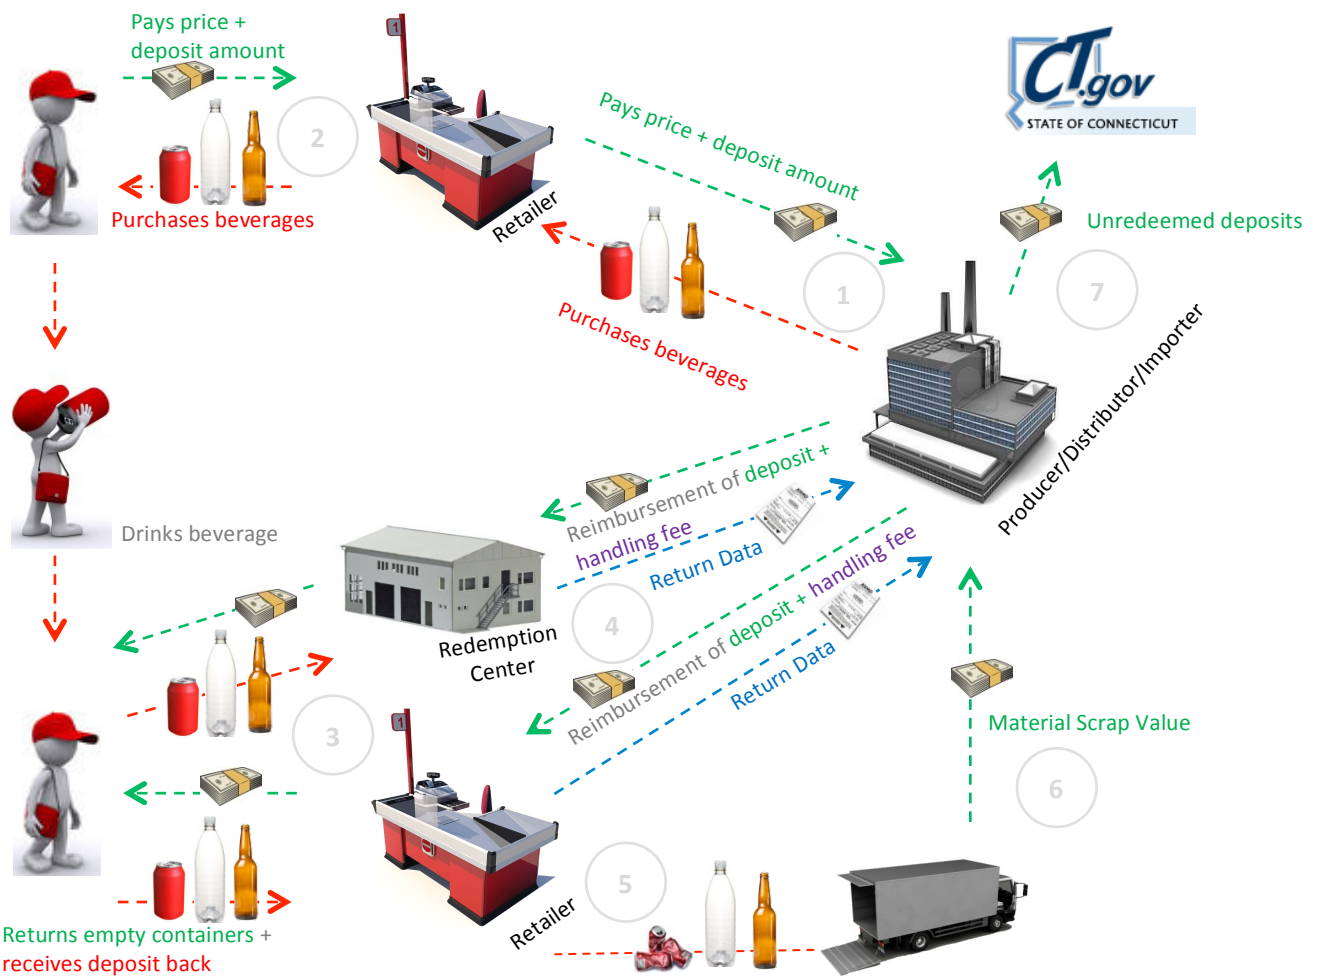 Pays price +
deposit amount
1
CT.gov
STATE OF CONNECTICUT
2
Pays price + deposit amount
Purchases beverages
Retailer
Unredeemed deposits
1
7
Purchases beverages
Producer/Distributor/Importer
Reimbursement of deposit +
handling fee
Return Data
Drinks beverage
Redemption
Center
4
Reimbursement of deposit + handling fee
Return Data
3
1
Material Scrap Value
6
5
Retailer
Returns empty containers +
receives deposit back